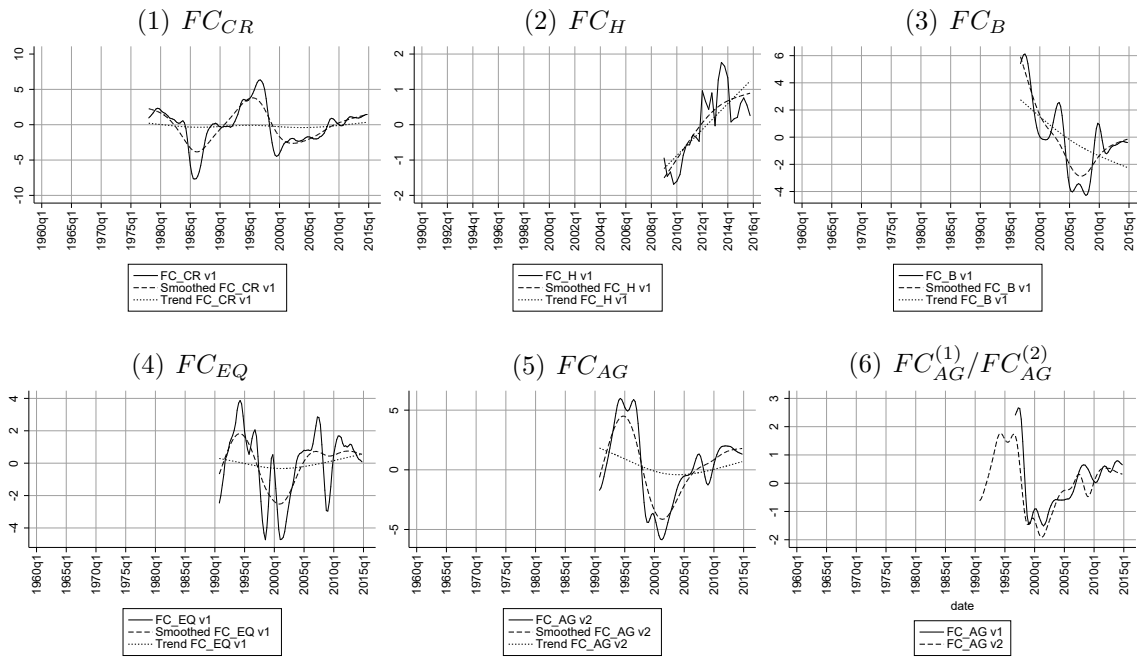 (1) FC_CR
(2) FC_H
(3) FC_B
10
5
0
-5
-10
1960q1
1965q1
1970q1
1975q1
1980q1
1985q1
1990q1
1995q1
2000q1
2005q1
2010q1
2015q1
FC_CR v1
Smoothed FC_CR v1
Trend FC_CR v1
2
1
0
-1
-2
1990q1
1992q1
1994q1
1996q1
1998q1
2000q1
2002q1
2004q1
2006q1
2008q1
2010q1
2012q1
2014q1
2016q1
FC_H v1
Smoothed FC_H v1
Trend FC_H v1
6
4
2
0
-2
-4
1960q1
1965q1
1970q1
1975q1
1980q1
1985q1
1990q1
1995q1
2000q1
2005q1
2010q1
2015q1
FC_B v1
Smoothed FC_B v1
Trend FC_B v1
(4) FC_EQ
(5) FC_AG
(6) FC_AG^(1)/FC_AG^(2)
4
2
0
-2
-4
1960q1
1965q1
1970q1
1975q1
1980q1
1985q1
1990q1
1995q1
2000q1
2005q1
2010q1
2015q1
FC_EQ v1
Smoothed FC_EQ v1
Trend FC_EQ v1
5
0
-5
1960q1
1965q1
1970q1
1975q1
1980q1
1985q1
1990q1
1995q1
2000q1
2005q1
2010q1
2015q1
FC_AG v2
Smoothed FC_AG v2
Trend FC_AG v2
3
2
1
0
-1
-2
1960q1
1965q1
1970q1
1975q1
1980q1
1985q1
1990q1
1995q1
2000q1
2005q1
2010q1
2015q1
date
FC_AG v1
FC_AG v2